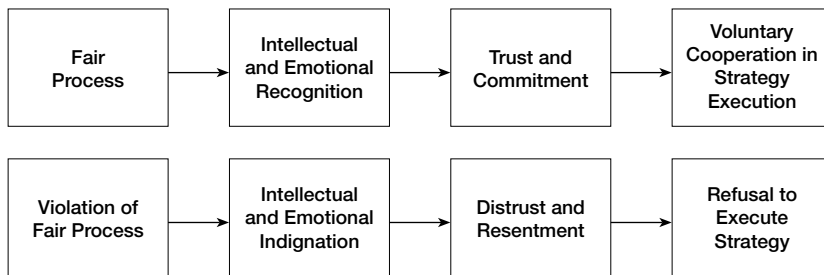 Fair
Process
Intellectual
and Emotional
Recognition
Trust and
Commitment
Voluntary
Cooperation in
Strategy
Execution
Violation of
Fair Process
Intellectual
and Emotional
Indignation
Distrust and
Resentment
Refusal to
Execute
Strategy